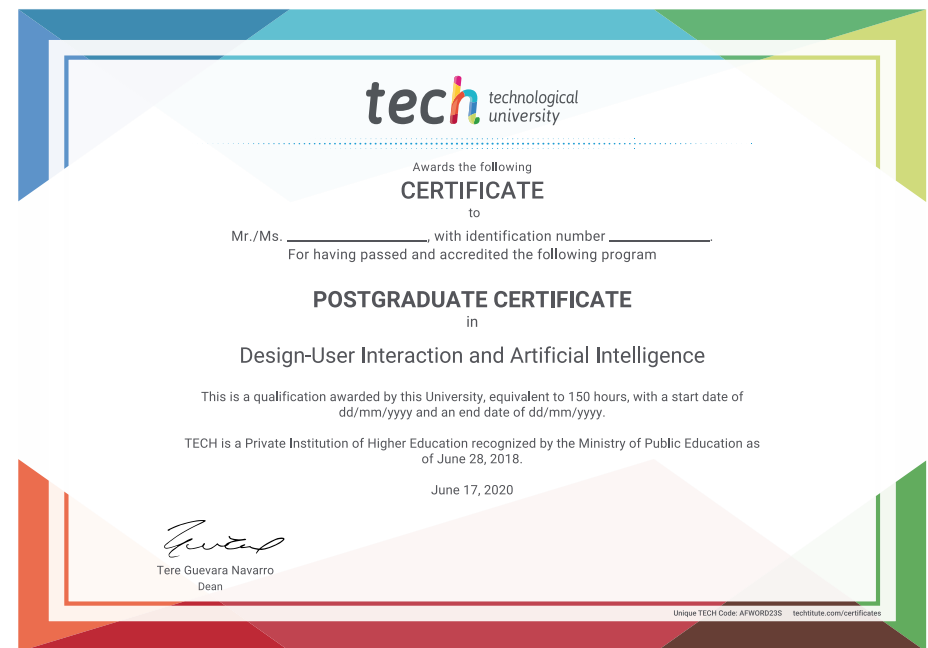 tech technological
university
Awards the following
CERTIFICATE
to
Mr./Ms. ____________, with identification number ____________.
For having passed and accredited the following program
POSTGRADUATE CERTIFICATE
in
Design-User Interaction and Artificial Intelligence
This is a qualification awarded by this University, equivalent to 150 hours, with a start date of
dd/mm/yyyy and an end date of dd/mm/yyyy.
TECH is a Private Institution of Higher Education recognized by the Ministry of Public Education as
of June 28, 2018.
June 17, 2020
Tere Guevara Navarro
Dean
Unique TECH Code: AFWORD23S techtitute.com/certificates